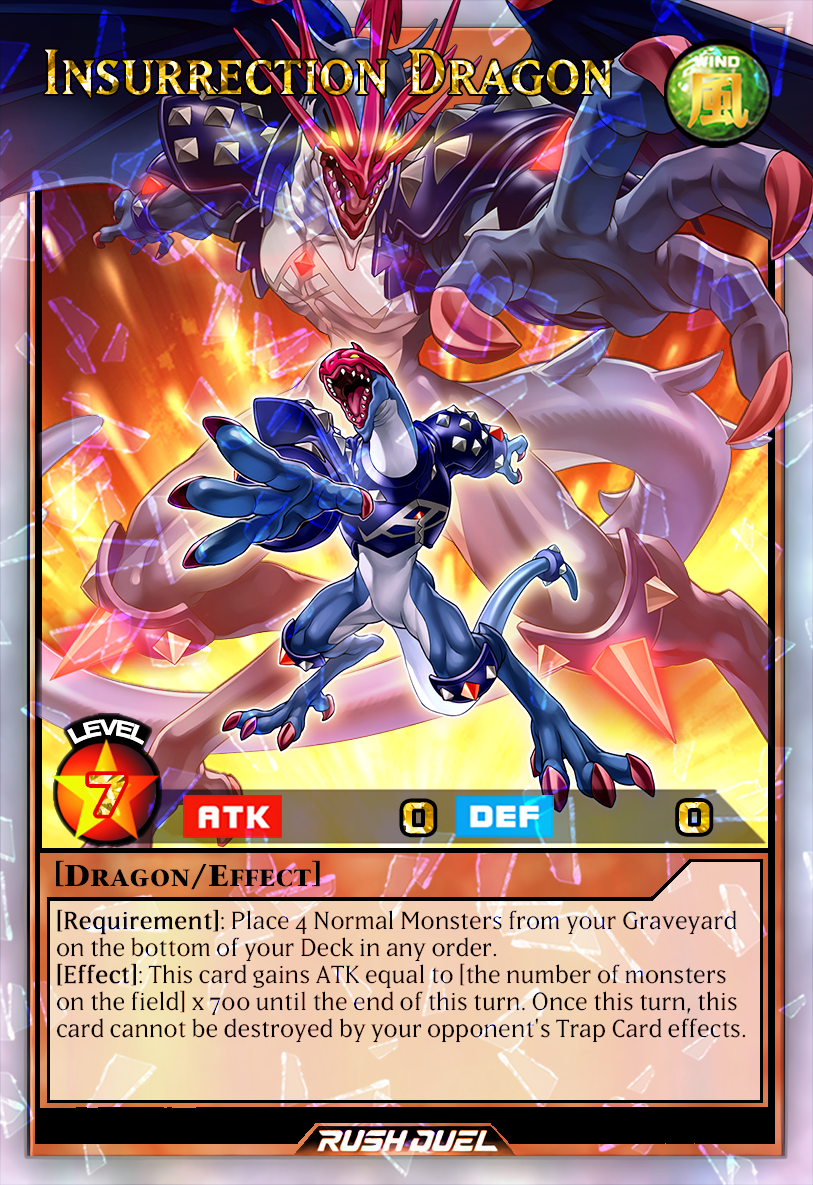 Insurrection Dragon
WIND
風
LEVEL
7
ATK 0 DEF 0
[Dragon/Effect]
[Requirement]: Place 4 Normal Monsters from your Graveyard
on the bottom of your Deck in any order.
[Effect]: This card gains ATK equal to [the number of monsters
on the field] x 700 until the end of this turn. Once this turn, this
card cannot be destroyed by your opponent's Trap Card effects.
RUSH DUEL